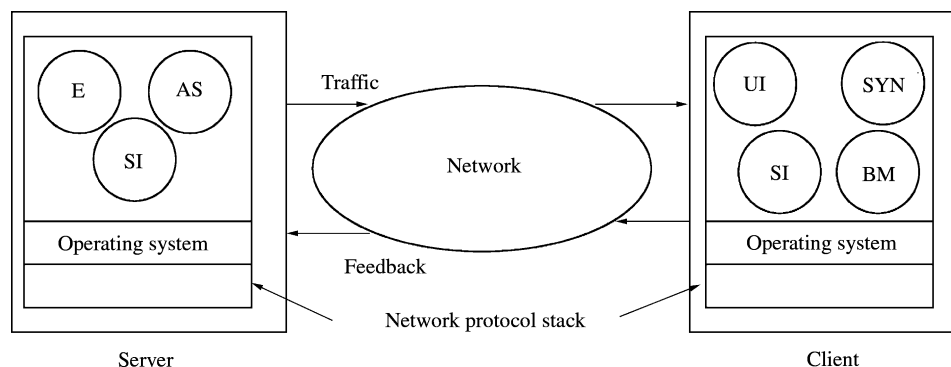 E
AS
SI
Operating system
Server
Traffic
Network
Feedback
Network protocol stack
UI
SYN
SI
BM
Operating system
Client